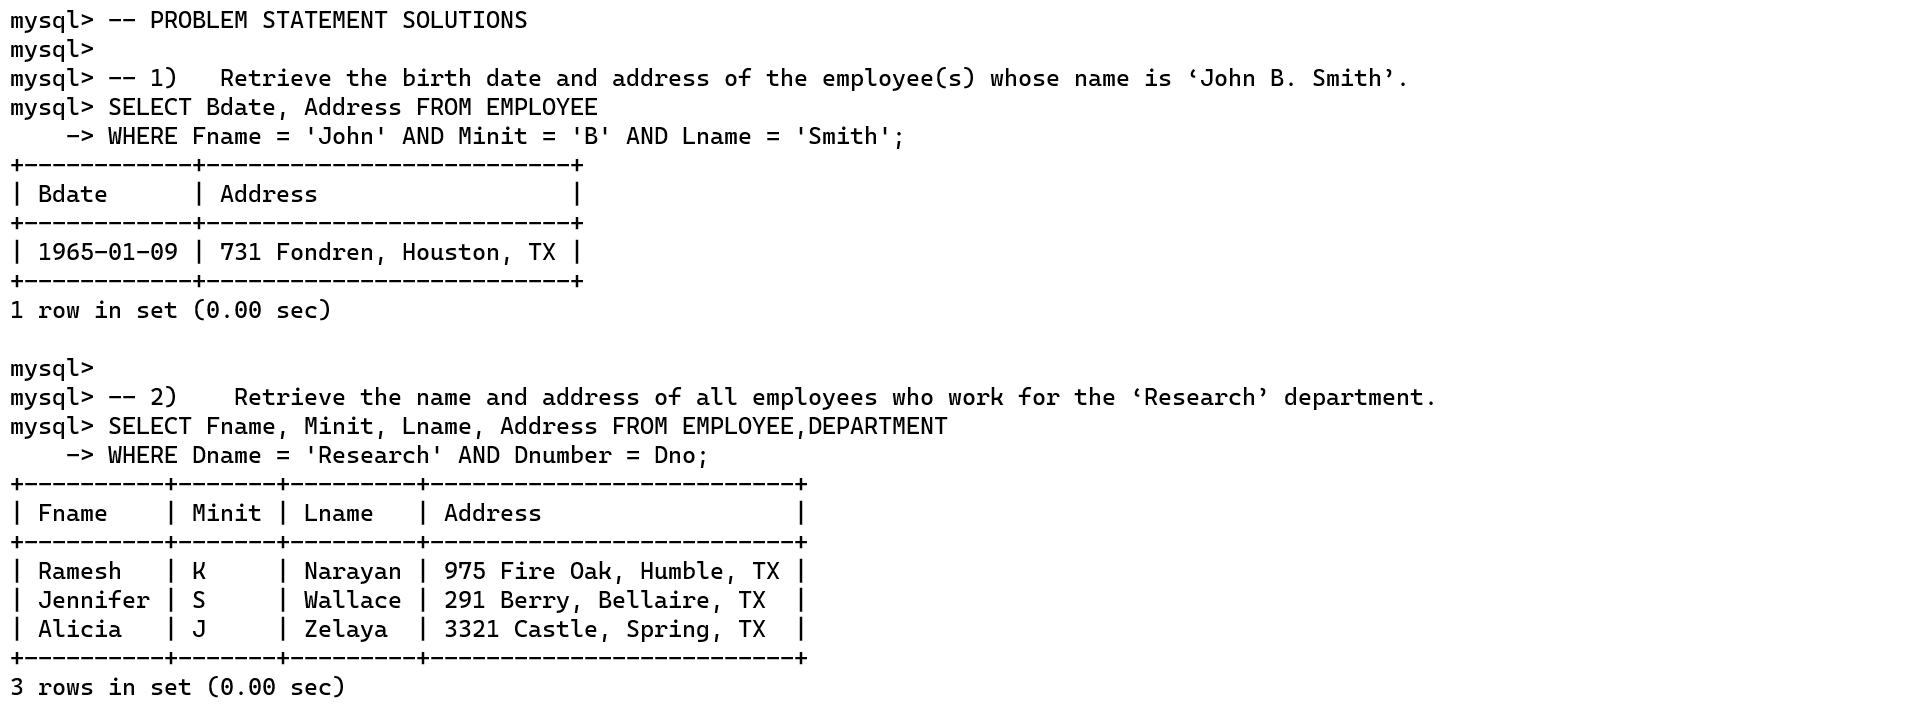 mysql> -- PROBLEM STATEMENT SOLUTIONS
mysql>
mysql> -- 1)   Retrieve the birth date and address of the employee(s) whose name is ‘John B. Smith’.
mysql> SELECT Bdate, Address FROM EMPLOYEE
    -> WHERE Fname = 'John' AND Minit = 'B' AND Lname = 'Smith';
+------------+--------------------------+
| Bdate      | Address                  |
+------------+--------------------------+
| 1965-01-09 | 731 Fondren, Houston, TX |
+------------+--------------------------+
1 row in set (0.00 sec)

mysql>
mysql> -- 2)    Retrieve the name and address of all employees who work for the ‘Research’ department.
mysql> SELECT Fname, Minit, Lname, Address FROM EMPLOYEE,DEPARTMENT
    -> WHERE Dname = 'Research' AND Dnumber = Dno;
+----------+-------+---------+--------------------------+
| Fname    | Minit | Lname   | Address                  |
+----------+-------+---------+--------------------------+
| Ramesh   | K     | Narayan | 975 Fire Oak, Humble, TX |
| Jennifer | S     | Wallace | 291 Berry, Bellaire, TX  |
| Alicia   | J     | Zelaya  | 3321 Castle, Spring, TX  |
+----------+-------+---------+--------------------------+
3 rows in set (0.00 sec)